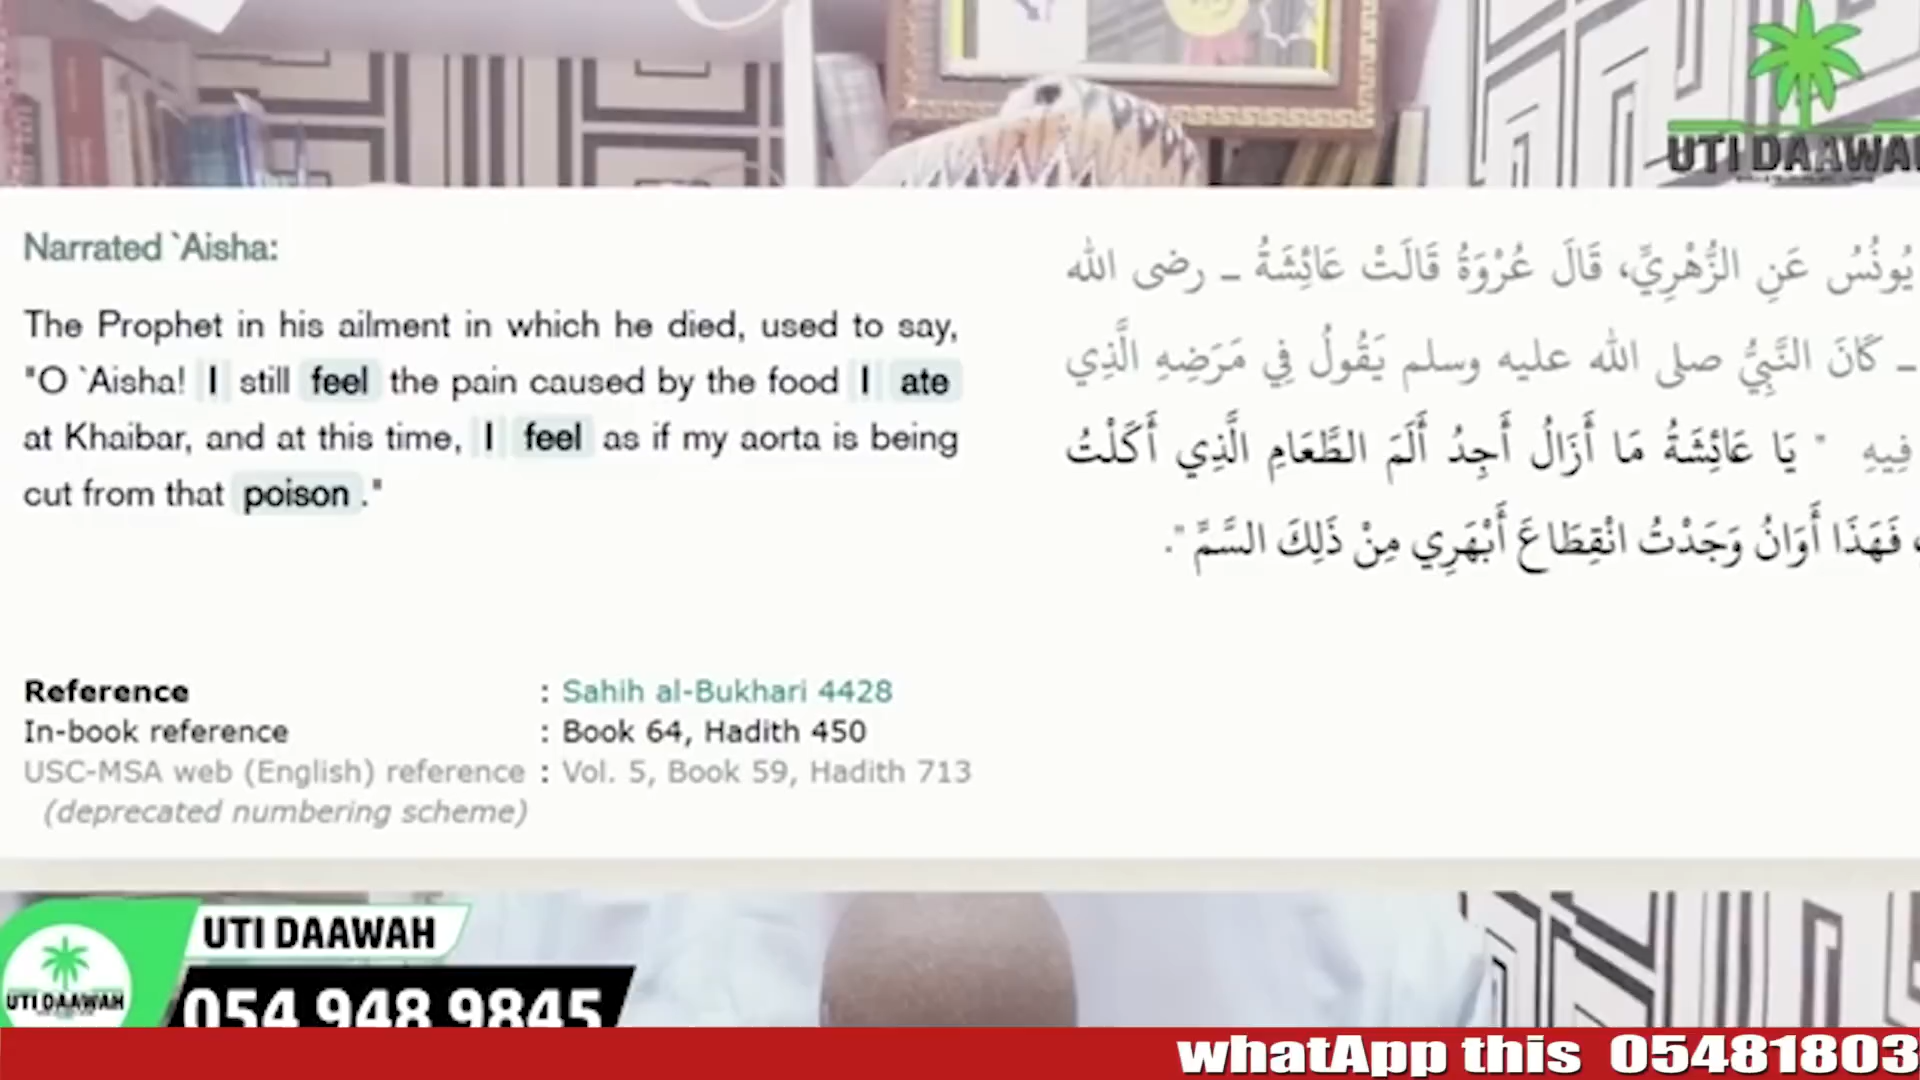 UTI DAAWAH
Narrated `Aisha:
The Prophet in his ailment in which he died, used to say,
"O `Aisha! I still feel the pain caused by the food I ate
at Khaibar, and at this time, I feel as if my aorta is being
cut from that poison."
يُونُسُ عَنِ الزُّهْرِيِّ، قَالَ عُرْوَةُ قَالَتْ عَائِشَةُ ـ رضى الله
ـ كَانَ النَّبِيُّ صلى الله عليه وسلم يَقُولُ فِي مَرَضِهِ الَّذِي
فِيهِ " يَا عَائِشَةُ مَا أَزَالُ أَجِدُ أَلَمَ الطَّعَامِ الَّذِي أَكَلْتُ
فَهَذَا أَوَانُ وَجَدْتُ انْقِطَاعَ أَبْهَرِي مِنْ ذَلِكَ السَّمِّ ".
Reference : Sahih al-Bukhari 4428
In-book reference : Book 64, Hadith 450
USC-MSA web (English) reference : Vol. 5, Book 59, Hadith 713
(deprecated numbering scheme)
UTI DAAWAH
UTI DAAWAH
054 948 9845
whatApp this 05481803